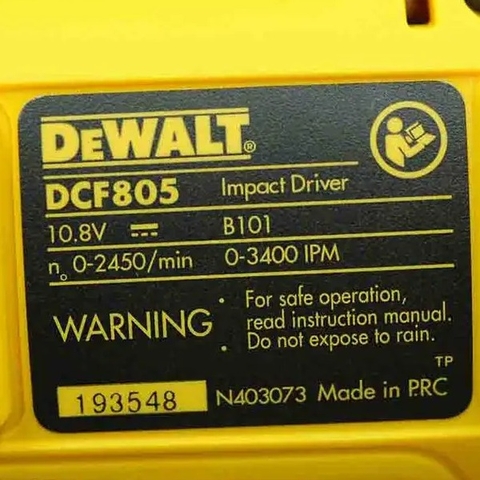 DEWALT®
DCF805 Impact Driver
10.8V ⎓ B101
n₀ 0-2450/min 0-3400 IPM
WARNING
• For safe operation,
read instruction manual.
• Do not expose to rain.
TP
193548 N403073 Made in P.RC